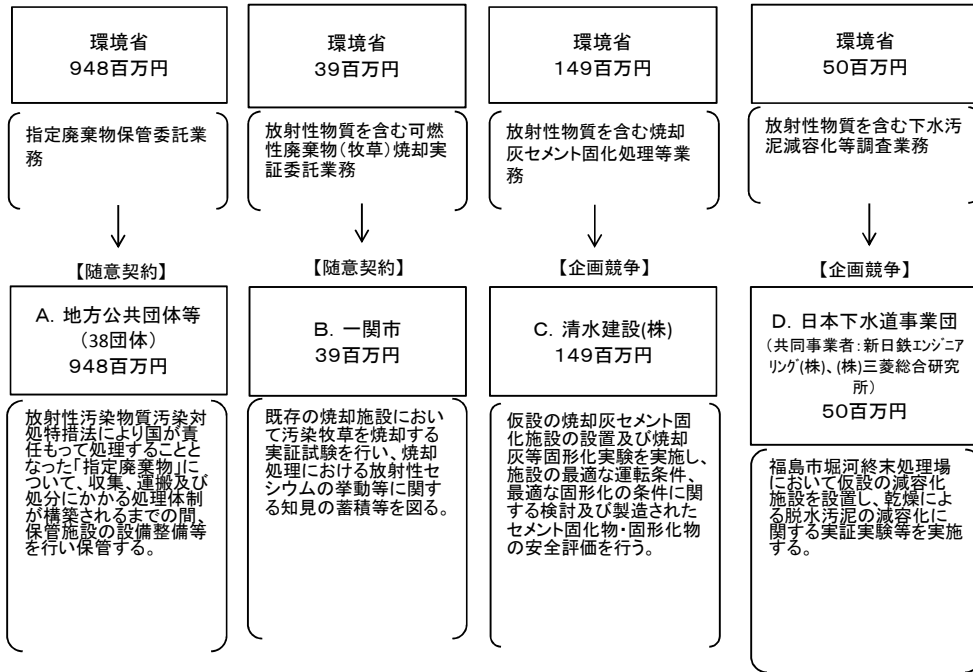 環境省
948百万円
指定廃棄物保管委託業
務
【随意契約】
A. 地方公共団体等
(38団体)
948百万円
放射性汚染物質汚染対
処特措法により国が責
任もって処理することと
なった「指定廃棄物」につ
いて、収集、運搬及び
処分にかかる処理体制
が構築されるまでの間、
保管施設の設備整備等
を行い保管する。
環境省
39百万円
放射性物質を含む可燃
性廃棄物(牧草)焼却実
証委託業務
【随意契約】
B. 一関市
39百万円
既存の焼却施設におい
て汚染牧草を焼却する
実証試験を行い、焼却
処理における放射性セ
シウムの挙動等に関す
る知見の蓄積等を図る。
環境省
149百万円
放射性物質を含む焼却
灰セメント固化処理等業
務
【企画競争】
C. 清水建設(株)
149百万円
仮設の焼却灰セメント固
化施設の設置及び焼却
灰等固形化実験を実施し、
施設の最適な運転条件、
最適な固形化の条件に関
する検討及び製造された
セメント固化物・固形化物
の安全評価を行う。
環境省
50百万円
放射性物質を含む下水汚
泥減容化等調査業務
【企画競争】
D. 日本下水道事業団
(共同事業者:新日鉄エンジニア
リング(株)、(株)三菱総合研究
所)
50百万円
福島市堀河終末処理場
において仮設の減容化
施設を設置し、乾燥によ
る脱水汚泥の減容化に
関する実証実験等を実施
する。